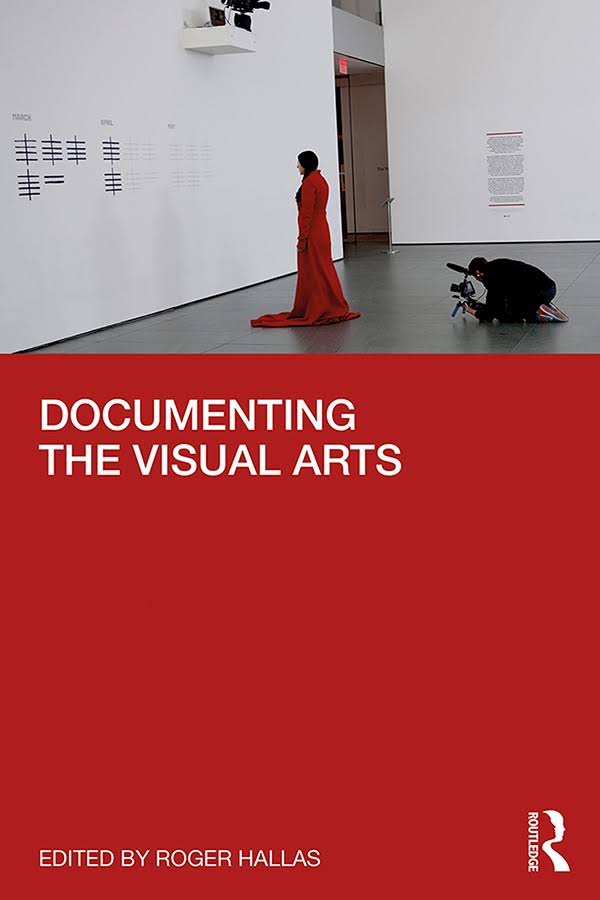 MARCH
APRIL
MAY
DOCUMENTING
THE VISUAL ARTS
EDITED BY ROGER HALLAS
ROUTLEDGE